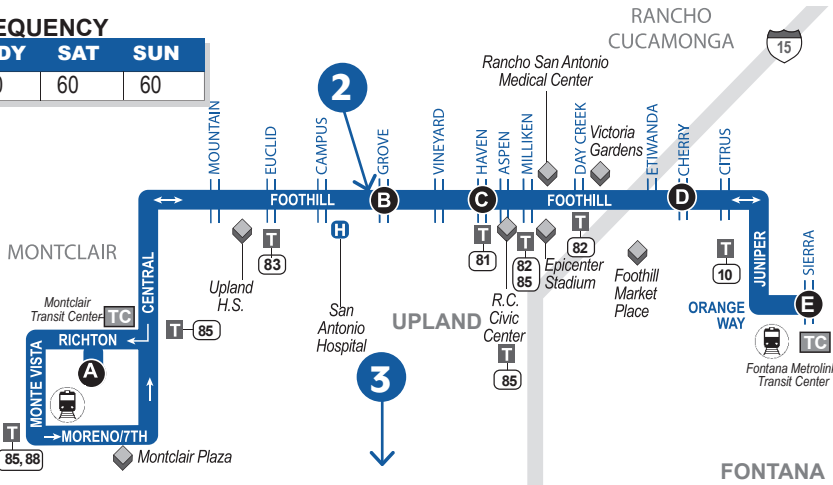 EQUENCY
DY SAT SUN
0 60 60
RANCHO
CUCAMONGA
15
Rancho San Antonio
Medical Center
2
MOUNTAIN
EUCLID
CAMPUS
GROVE
VINEYARD
HAVEN
ASPEN
MILLIKEN
DAY CREEK
Victoria
Gardens
ETIWANDA
CHERRY
CITRUS
FOOTHILL
B
C
FOOTHILL
D
MONTCLAIR
CENTRAL
Upland
H.S.
T
83
H
San
Antonio
Hospital
UPLAND
T
81
R.C.
Civic
Center
T
85
T
82
85
Epicenter
Stadium
T
82
Foothill
Market
Place
T
10
JUNIPER
SIERRA
ORANGE
WAY
E
TC
Fontana Metrolink
Transit Center
Montclair
Transit Center
TC
RICHTON
T
85
MONTE VISTA
A
MORENO/7TH
T
85, 88
Montclair Plaza
3
FONTANA